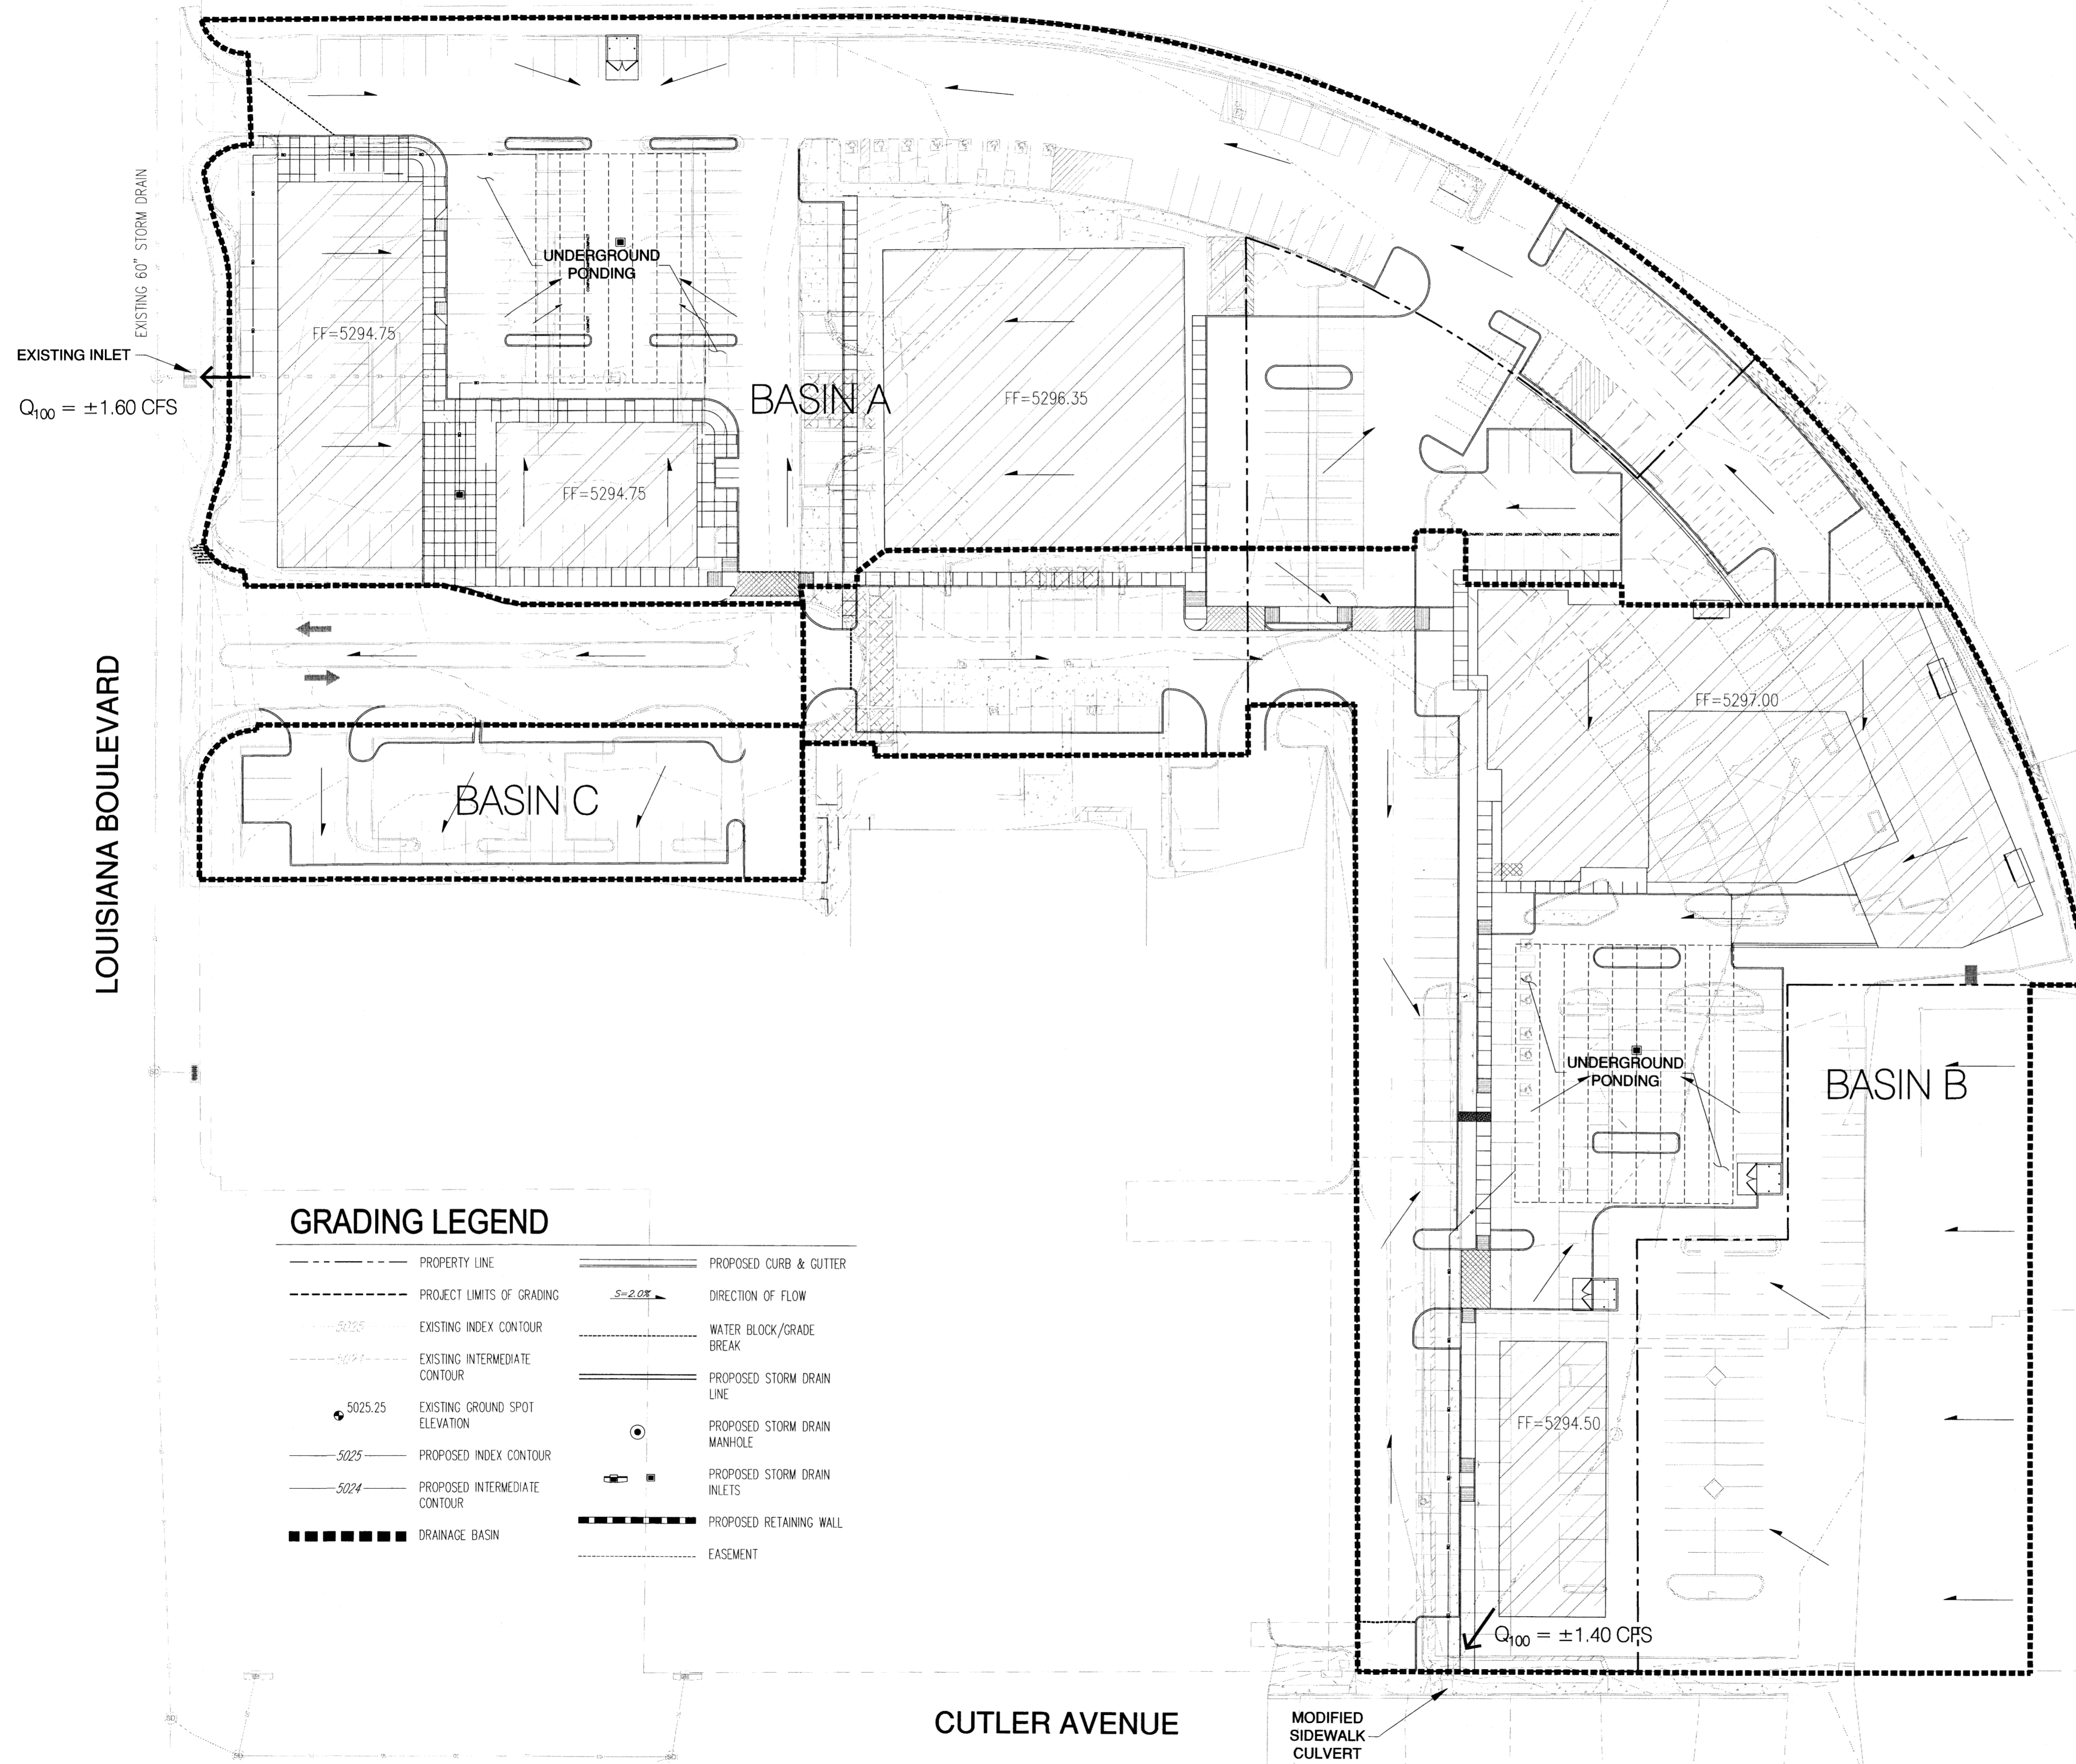 EXISTING 60" STORM DRAIN
EXISTING INLET
Q100 = ±1.60 CFS
LOUISIANA BOULEVARD
UNDERGROUND
PONDING
FF=5294.75
FF=5294.75
BASIN A
FF=5296.35
BASIN C
FF=5297.00
UNDERGROUND
PONDING
BASIN B
FF=5294.50
Q100 = ±1.40 CFS
CUTLER AVENUE
MODIFIED
SIDEWALK
CULVERT
GRADING LEGEND
PROPERTY LINE
PROJECT LIMITS OF GRADING
5025
EXISTING INDEX CONTOUR
5024
EXISTING INTERMEDIATE
CONTOUR
5025.25
EXISTING GROUND SPOT
ELEVATION
5025
PROPOSED INDEX CONTOUR
5024
PROPOSED INTERMEDIATE
CONTOUR
DRAINAGE BASIN
PROPOSED CURB & GUTTER
S=2.0%
DIRECTION OF FLOW
WATER BLOCK/GRADE
BREAK
PROPOSED STORM DRAIN
LINE
PROPOSED STORM DRAIN
MANHOLE
PROPOSED STORM DRAIN
INLETS
PROPOSED RETAINING WALL
EASEMENT